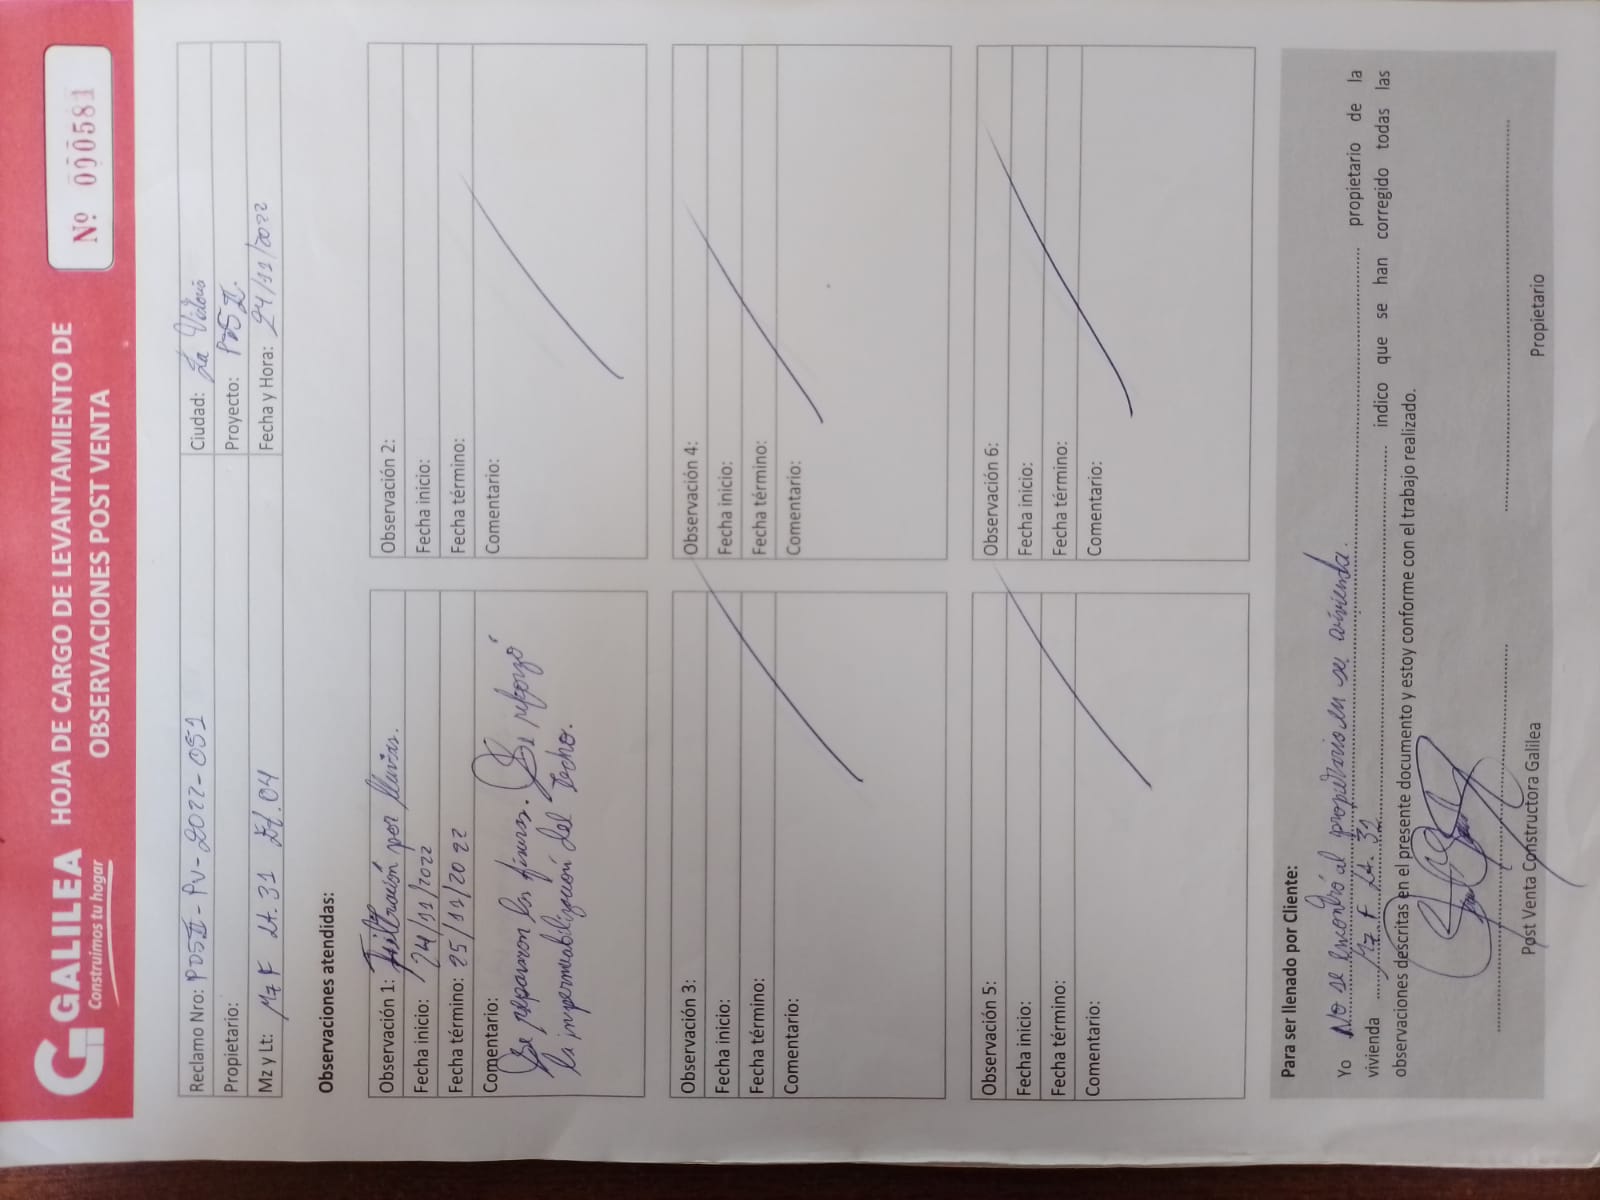 GALILEA
Construimos tu hogar
HOJA DE CARGO DE LEVANTAMIENTO DE
OBSERVACIONES POST VENTA
Nº 000581
Reclamo Nro: PD5II-PV-2022-051
Ciudad: La Victoria
Propietario:
Proyecto: PD5 II.
Mz y Lt: Mz F Lt. 31 Ed. 04
Fecha y Hora: 24/11/2022
Observaciones atendidas:
Observación 1: Filtración por lluvias.
Fecha inicio: 24/11/2022
Fecha término: 25/11/2022
Comentario:
Se repararon las fisuras. Se reforzó
la impermeabilización del techo.
Observación 2:
Fecha inicio:
Fecha término:
Comentario:
Observación 3:
Fecha inicio:
Fecha término:
Comentario:
Observación 4:
Fecha inicio:
Fecha término:
Comentario:
Observación 5:
Fecha inicio:
Fecha término:
Comentario:
Observación 6:
Fecha inicio:
Fecha término:
Comentario:
Para ser llenado por Cliente:
Yo No se encontró al propietario en su vivienda. propietario de la
vivienda Mz F Lt. 31 indico que se han corregido todas las
observaciones descritas en el presente documento y estoy conforme con el trabajo realizado.
Post Venta Constructora Galilea
Propietario